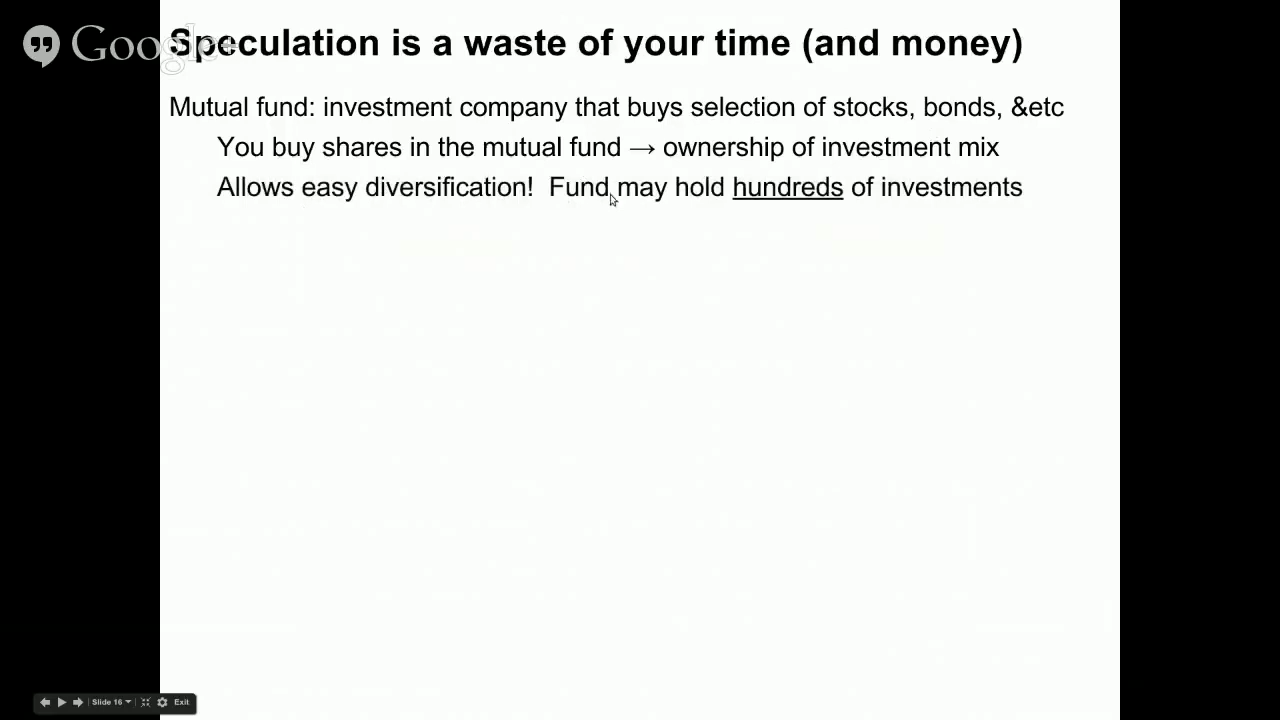 Google+
Speculation is a waste of your time (and money)
Mutual fund: investment company that buys selection of stocks, bonds, &etc
You buy shares in the mutual fund → ownership of investment mix
Allows easy diversification!  Fund may hold hundreds of investments
Slide 16
Exit